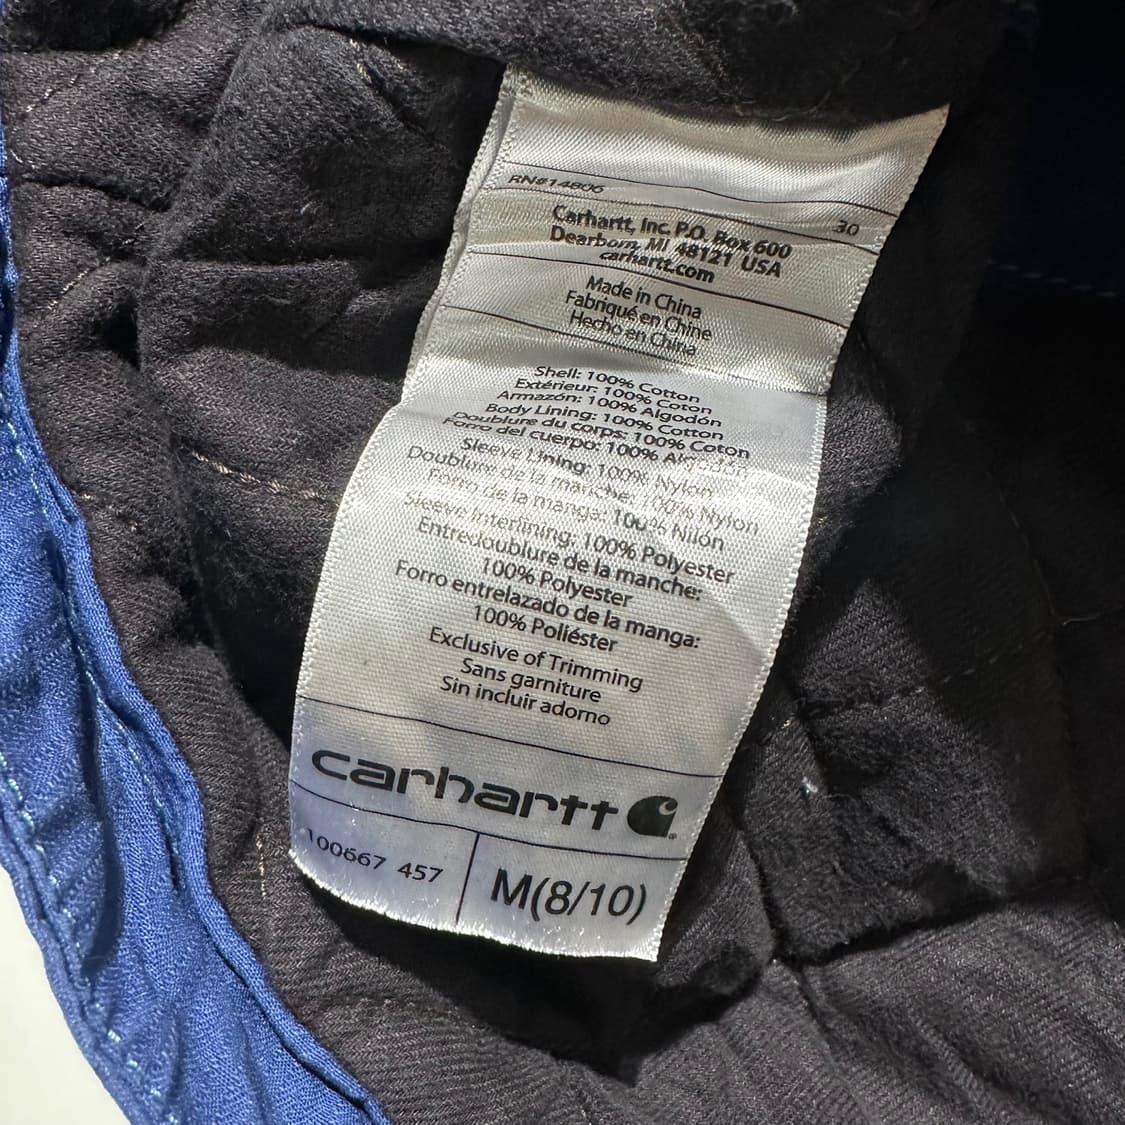 RN#14806
30
Carhartt, Inc. P.O. Box 600
Dearborn, MI 48121 USA
carhartt.com
Made in China
Fabriqué en Chine
Hecho en China
Shell: 100% Cotton
Extérieur: 100% Coton
Armazón: 100% Algodón
Body Lining: 100% Cotton
Doublure du corps: 100% Coton
Forro del cuerpo: 100% Algodón
Sleeve Lining: 100% Nylon
Doublure de la manche: 100% Nylon
Forro de la manga: 100% Nilón
Sleeve Interlining: 100% Polyester
Entredoublure de la manche:
100% Polyester
Forro entrelazado de la manga:
100% Poliéster
Exclusive of Trimming
Sans garniture
Sin incluir adorno
carhartt
100667 457
M(8/10)